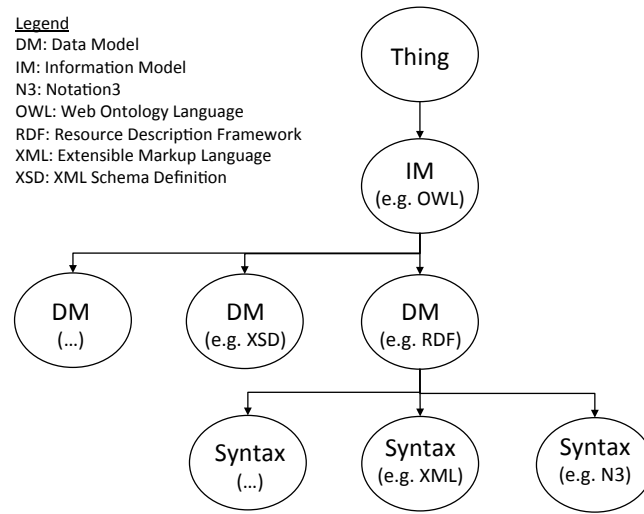 Legend
DM: Data Model
IM: Information Model
N3: Notation3
OWL: Web Ontology Language
RDF: Resource Description Framework
XML: Extensible Markup Language
XSD: XML Schema Definition
Thing
IM
(e.g. OWL)
DM
(...)
DM
(e.g. XSD)
DM
(e.g. RDF)
Syntax
(...)
Syntax
(e.g. XML)
Syntax
(e.g. N3)